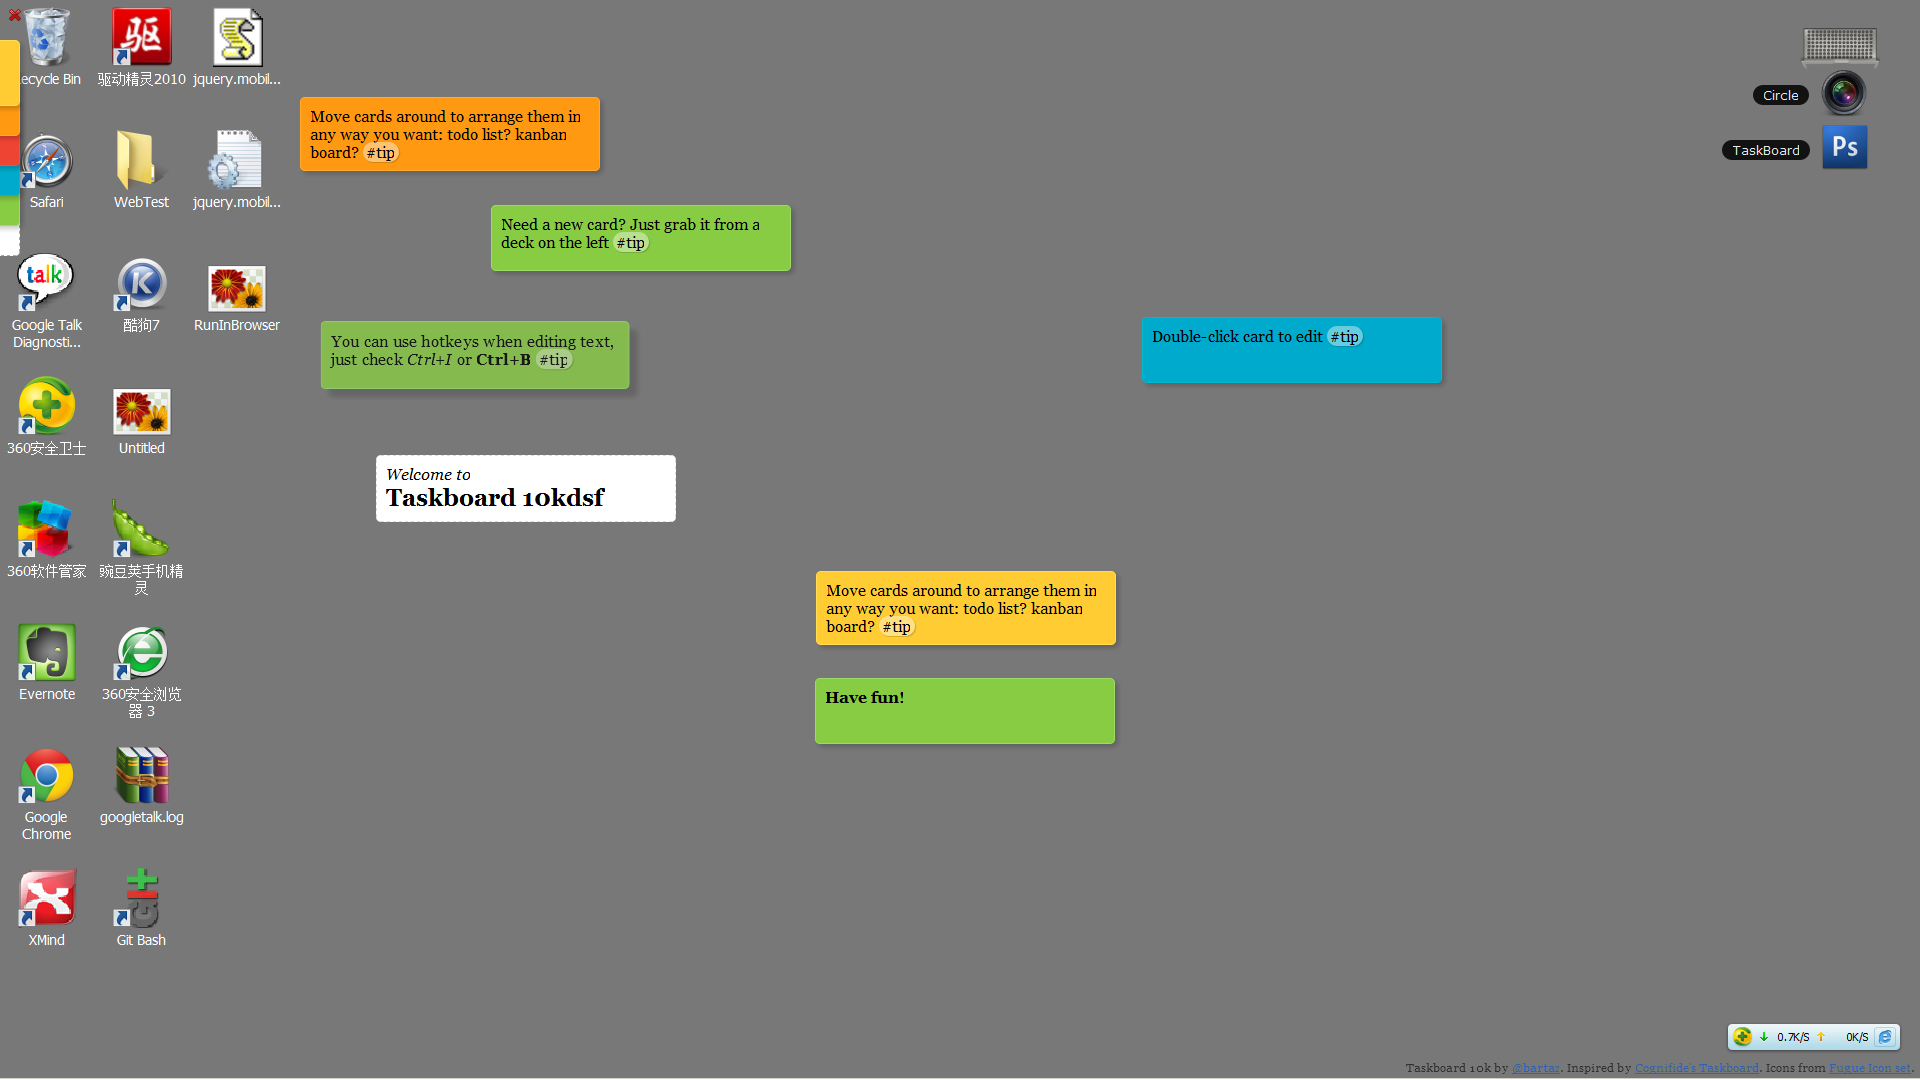 ecycle Bin
驱动精灵2010
jquery.mobil...
Safari
WebTest
jquery.mobil...
talk
Google Talk
Diagnosti...
酷狗7
RunInBrowser
360安全卫士
Untitled
360软件管家
豌豆荚手机精
灵
Evernote
360安全浏览
器 3
Google
Chrome
googletalk.log
XMind
git
Git Bash
驱
K
Move cards around to arrange them in
any way you want: todo list? kanban
board? #tip
Need a new card? Just grab it from a
deck on the left #tip
You can use hotkeys when editing text,
just check Ctrl+I or Ctrl+B #tip
Double-click card to edit #tip
Welcome to
Taskboard 10kdsf
Move cards around to arrange them in
any way you want: todo list? kanban
board? #tip
Have fun!
Circle
TaskBoard
Ps
0.7K/S 0K/S
Taskboard 10k by @bartaz. Inspired by Cognifide's Taskboard. Icons from Fugue Icon set.